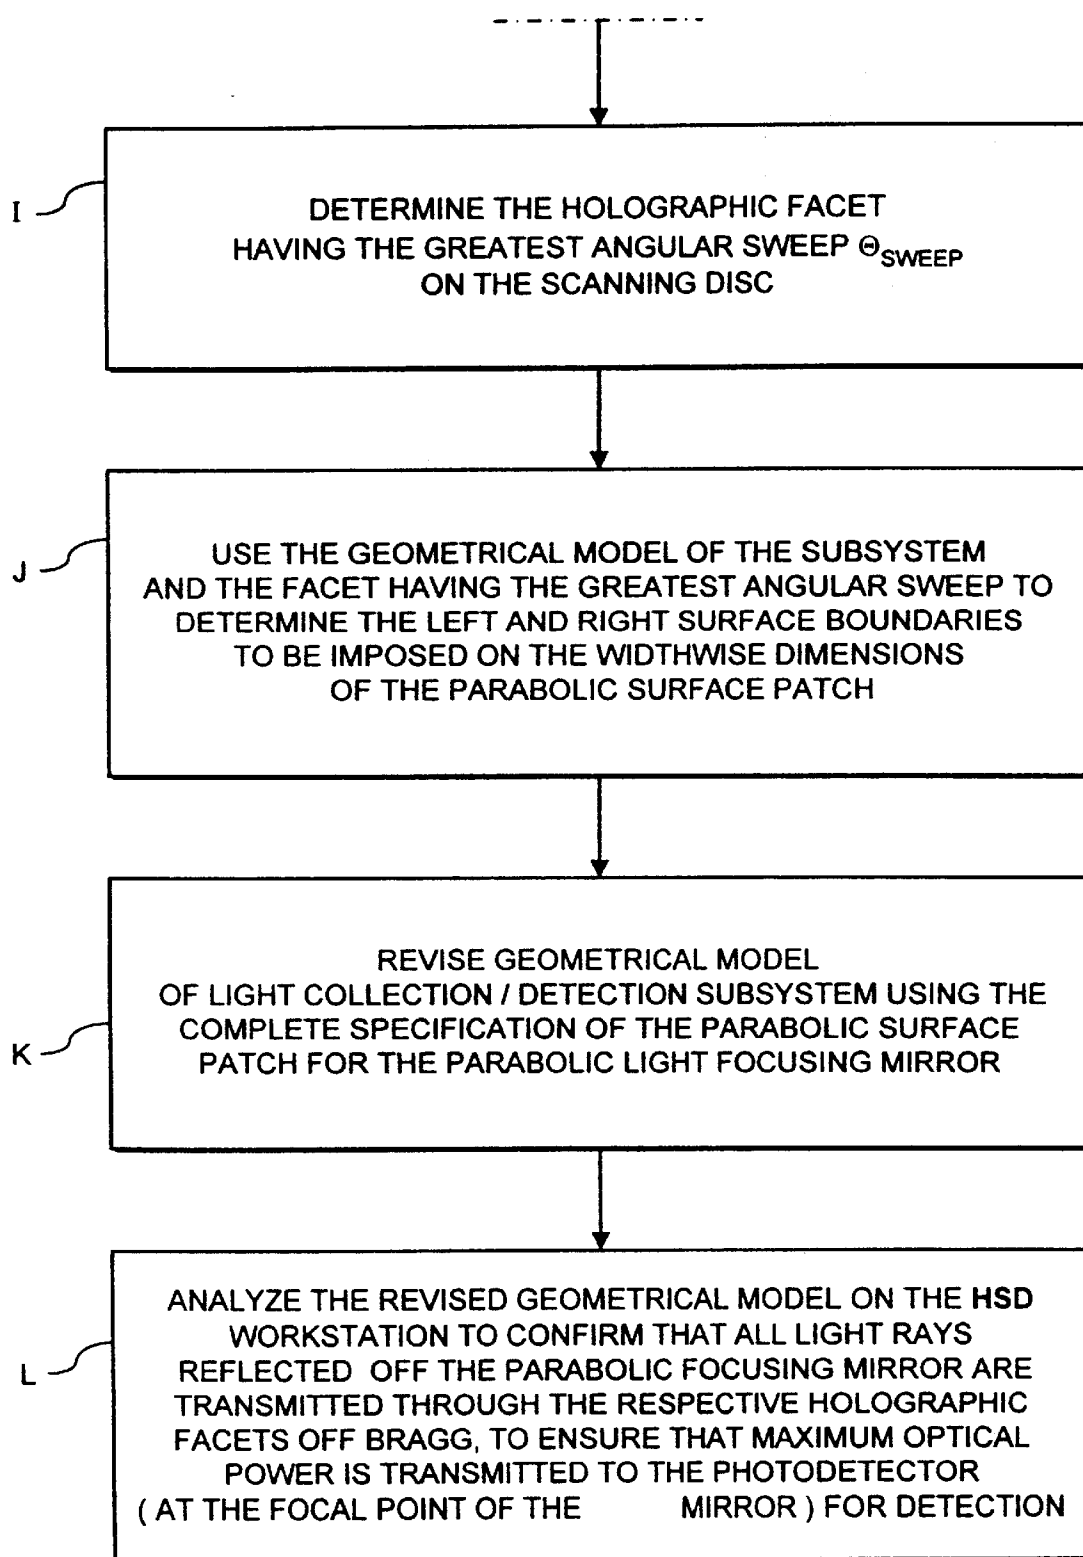 I
DETERMINE THE HOLOGRAPHIC FACET
HAVING THE GREATEST ANGULAR SWEEP ΘSWEEP
ON THE SCANNING DISC
J
USE THE GEOMETRICAL MODEL OF THE SUBSYSTEM
AND THE FACET HAVING THE GREATEST ANGULAR SWEEP TO
DETERMINE THE LEFT AND RIGHT SURFACE BOUNDARIES
TO BE IMPOSED ON THE WIDTHWISE DIMENSIONS
OF THE PARABOLIC SURFACE PATCH
K
REVISE GEOMETRICAL MODEL
OF LIGHT COLLECTION / DETECTION SUBSYSTEM USING THE
COMPLETE SPECIFICATION OF THE PARABOLIC SURFACE
PATCH FOR THE PARABOLIC LIGHT FOCUSING MIRROR
L
ANALYZE THE REVISED GEOMETRICAL MODEL ON THE HSD
WORKSTATION TO CONFIRM THAT ALL LIGHT RAYS
REFLECTED OFF THE PARABOLIC FOCUSING MIRROR ARE
TRANSMITTED THROUGH THE RESPECTIVE HOLOGRAPHIC
FACETS OFF BRAGG, TO ENSURE THAT MAXIMUM OPTICAL
POWER IS TRANSMITTED TO THE PHOTODETECTOR
( AT THE FOCAL POINT OF THE MIRROR ) FOR DETECTION